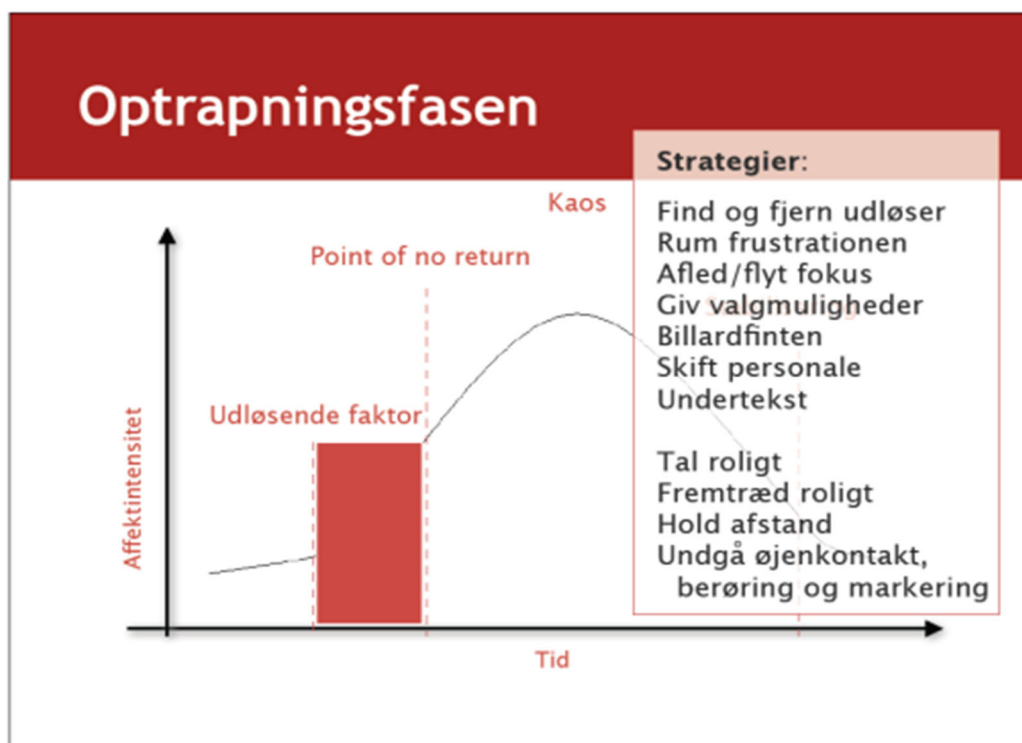 Optrapningsfasen
Strategier:
Find og fjern udløser
Rum frustrationen
Afled/flyt fokus
Giv valgmuligheder
Billardfinten
Skift personale
Undertekst
Tal roligt
Fremtræd roligt
Hold afstand
Undgå øjenkontakt,
berøring og markering
Kaos
Point of no return
Udløsende faktor
Affektintensitet
Tid